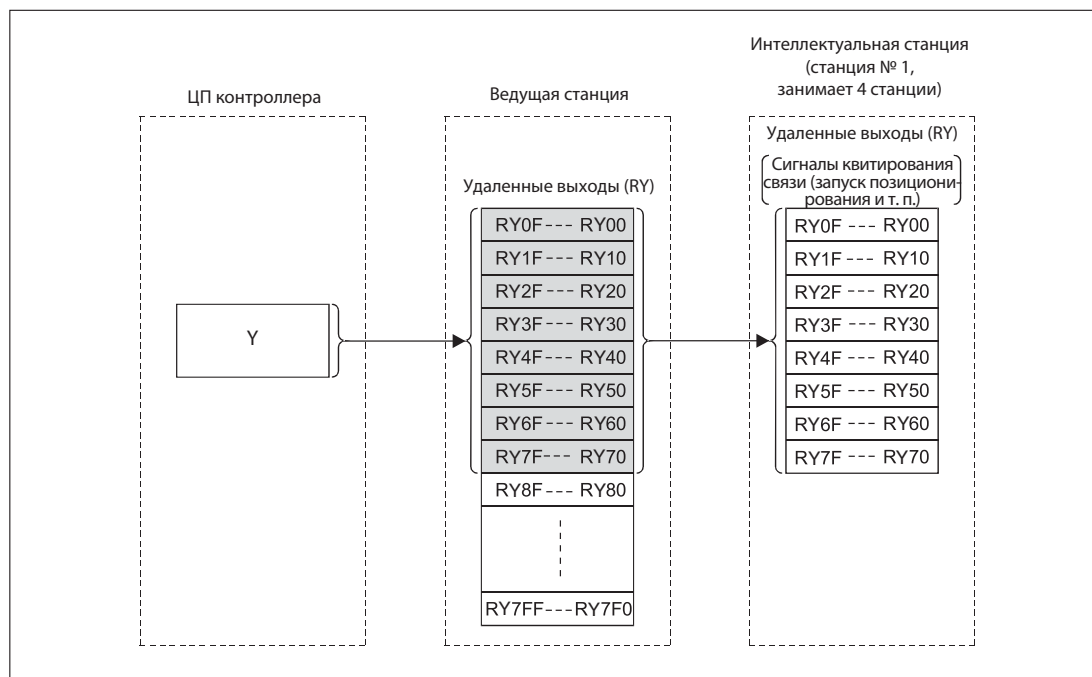 ЦП контроллера
Y
Ведущая станция
Удаленные выходы (RY)
RY0F --- RY00
RY1F --- RY10
RY2F --- RY20
RY3F --- RY30
RY4F --- RY40
RY5F --- RY50
RY6F --- RY60
RY7F --- RY70
RY8F --- RY80
RY7FF---RY7F0
Интеллектуальная станция
(станция № 1,
занимает 4 станции)
Удаленные выходы (RY)
Сигналы квитирования
связи (запуск позициони-
рования и т. п.)
RY0F --- RY00
RY1F --- RY10
RY2F --- RY20
RY3F --- RY30
RY4F --- RY40
RY5F --- RY50
RY6F --- RY60
RY7F --- RY70